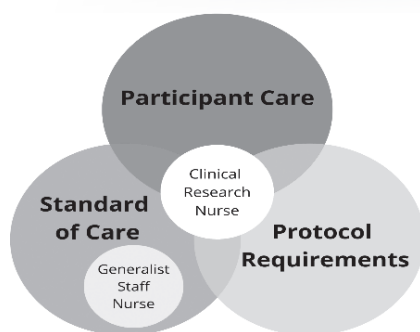 Participant Care
Clinical
Research
Nurse
Standard
of Care
Protocol
Requirements
Generalist
Staff
Nurse